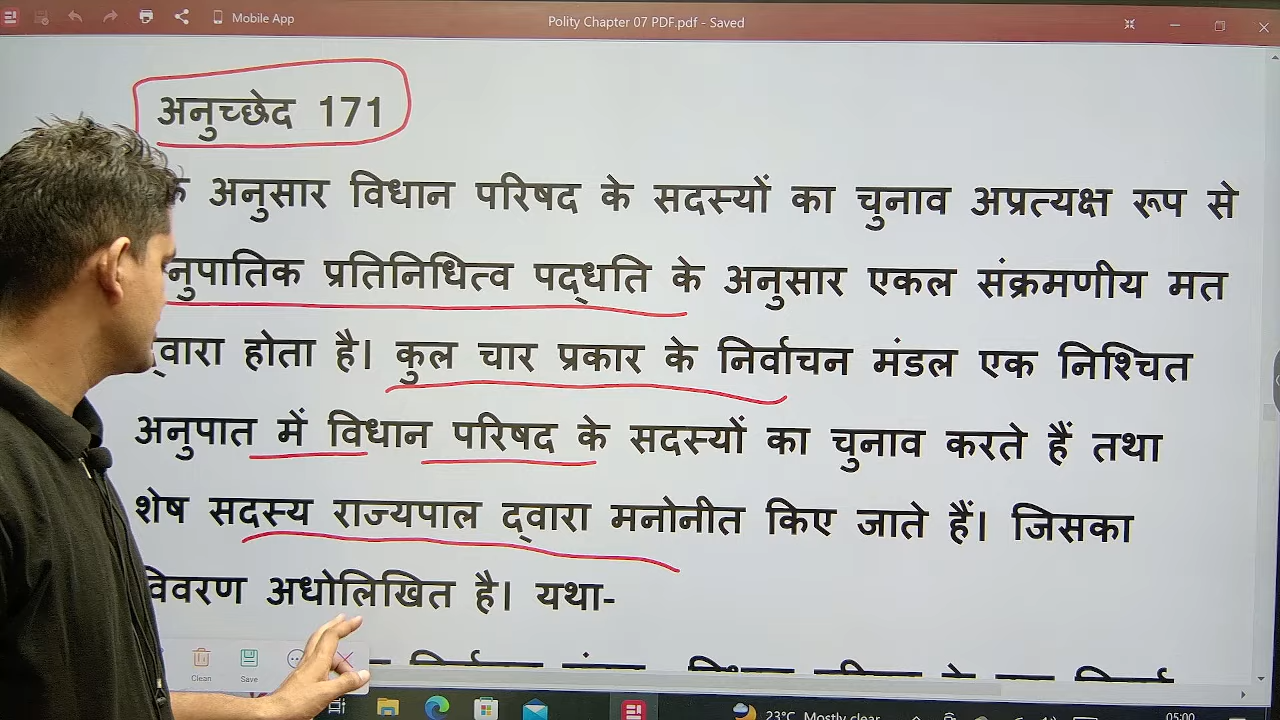 Mobile App
Polity Chapter 07 PDF.pdf - Saved
अनुच्छेद 171
अनुसार विधान परिषद के सदस्यों का चुनाव अप्रत्यक्ष रूप से
नुपातिक प्रतिनिधित्व पद्धति के अनुसार एकल संक्रमणीय मत
द्वारा होता है। कुल चार प्रकार के निर्वाचन मंडल एक निश्चित
अनुपात में विधान परिषद के सदस्यों का चुनाव करते हैं तथा
शेष सदस्य राज्यपाल द्वारा मनोनीत किए जाते हैं। जिसका
विवरण अधोलिखित है। यथा-
Clean Save
23°C Mostly clear
05:00